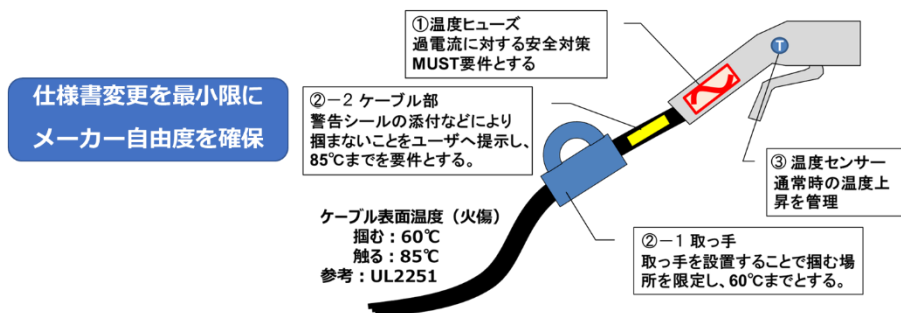 仕様書変更を最小限に
メーカー自由度を確保
①温度ヒューズ
過電流に対する安全対策
MUST要件とする
②－2 ケーブル部
警告シールの添付などにより
掴まないことをユーザへ提示し、
85℃までを要件とする。
T
③ 温度センサー
通常時の温度上
昇を管理
ケーブル表面温度（火傷）
掴む：60℃
触る：85℃
参考：UL2251
②－1 取っ手
取っ手を設置することで掴む場
所を限定し、60℃までとする。